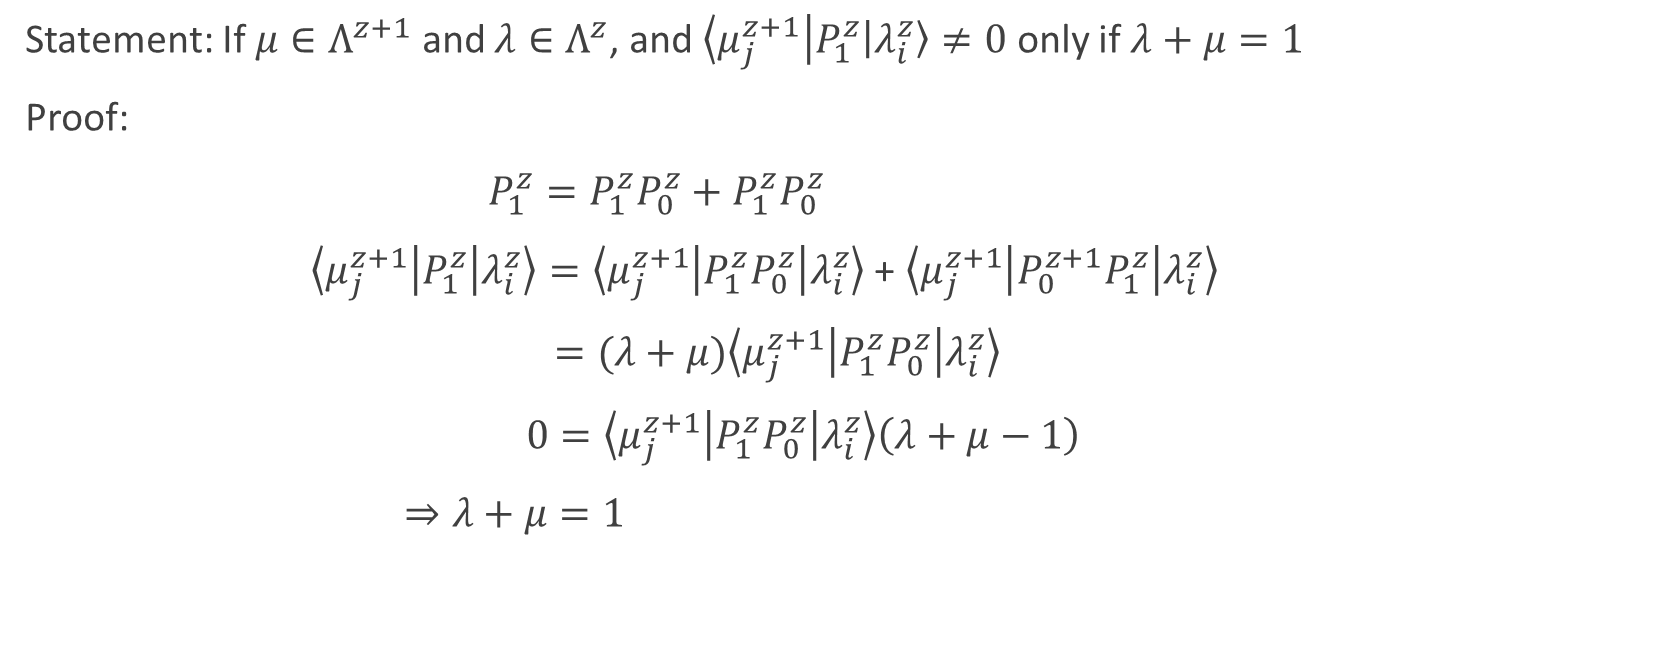 Statement: If μ ∈ Λ^{z+1} and λ ∈ Λ^z, and ⟨μ_j^{z+1}|P_1^z|λ_i^z⟩ ≠ 0 only if λ + μ = 1
Proof:
P_1^z = P_1^z P_0^z + P_1^z P_0^z
⟨μ_j^{z+1}|P_1^z|λ_i^z⟩ = ⟨μ_j^{z+1}|P_1^z P_0^z|λ_i^z⟩ + ⟨μ_j^{z+1}|P_0^{z+1} P_1^z|λ_i^z⟩
= (λ + μ)⟨μ_j^{z+1}|P_1^z P_0^z|λ_i^z⟩
0 = ⟨μ_j^{z+1}|P_1^z P_0^z|λ_i^z⟩(λ + μ − 1)
⇒ λ + μ = 1